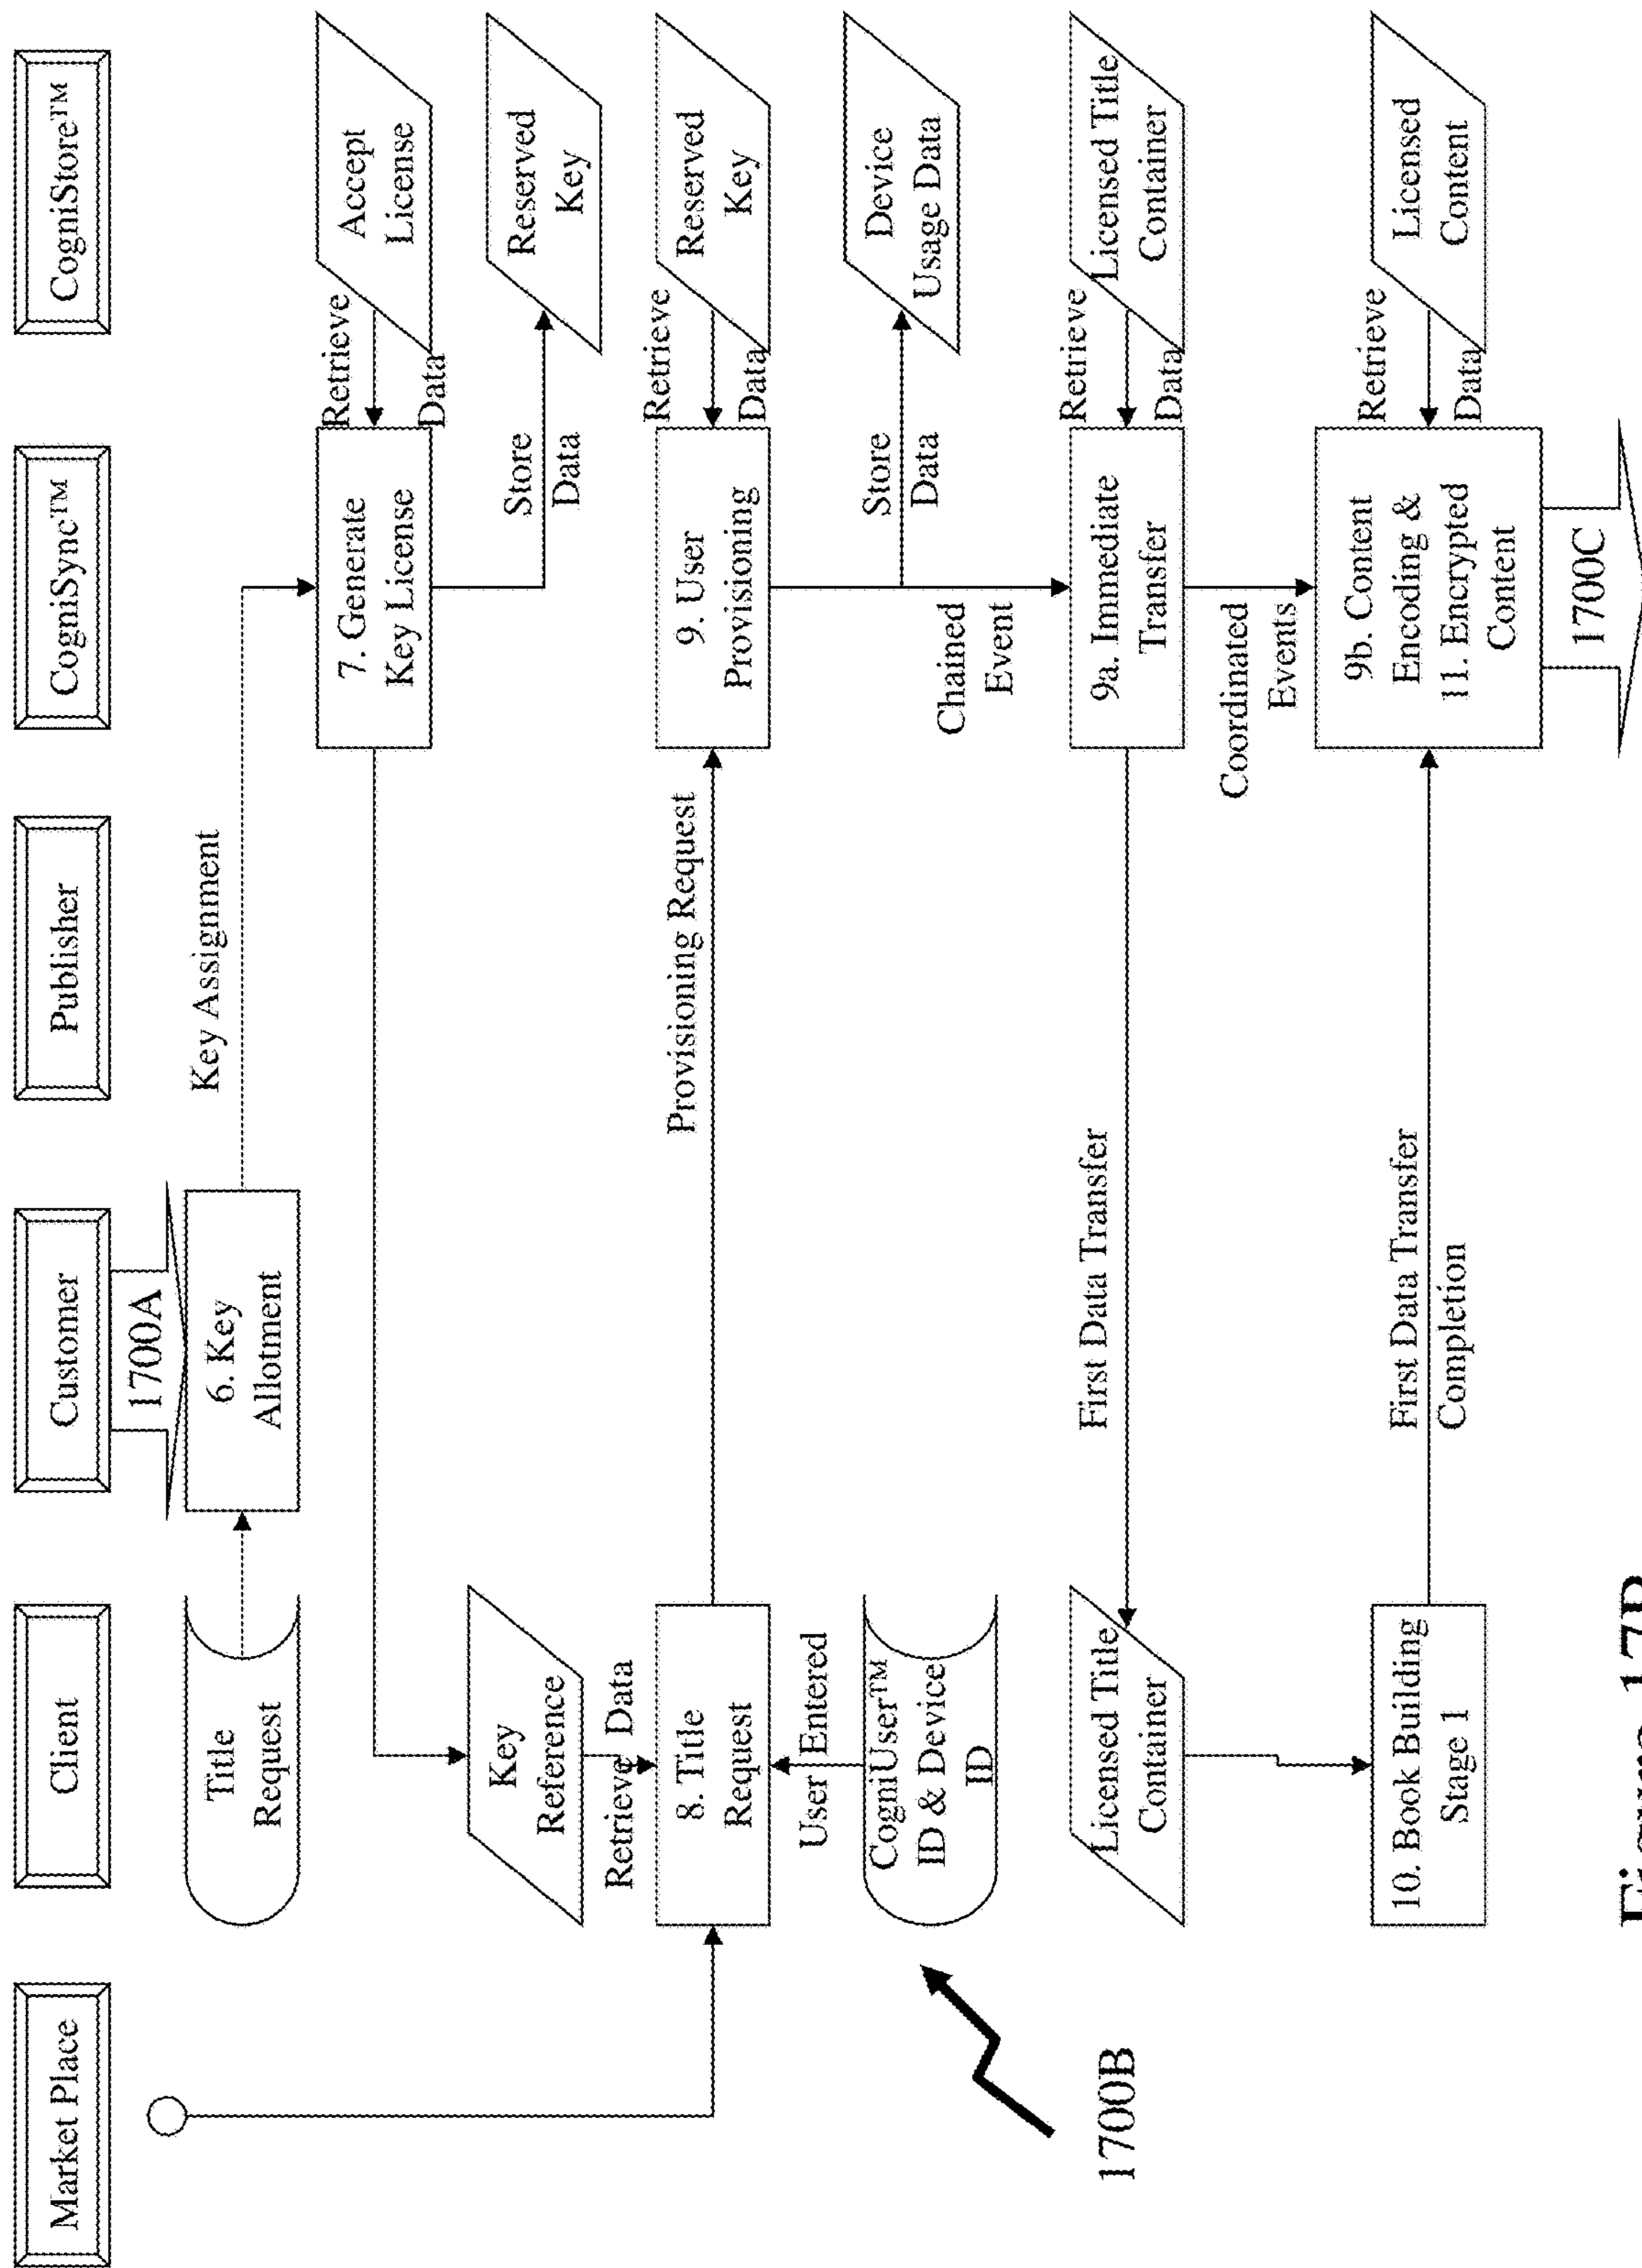 Market Place
Client
Customer
Publisher
CogniSync™
CogniStore™
1700A
Title
Request
6. Key
Allotment
Key Assignment
7. Generate
Key License
Retrieve
Data
Accept
License
Store
Data
Reserved
Key
Key
Reference
Retrieve Data
8. Title
Request
Provisioning Request
9. User
Provisioning
Retrieve
Data
Reserved
Key
User Entered
CogniUser™
ID & Device
ID
Store
Data
Device
Usage Data
Chained
Event
1700B
Licensed Title
Container
First Data Transfer
9a. Immediate
Transfer
Retrieve
Data
Licensed Title
Container
Coordinated
Events
10. Book Building
Stage 1
First Data Transfer
Completion
9b. Content
Encoding &
11. Encrypted
Content
Retrieve
Data
Licensed
Content
1700C
Figure 17B